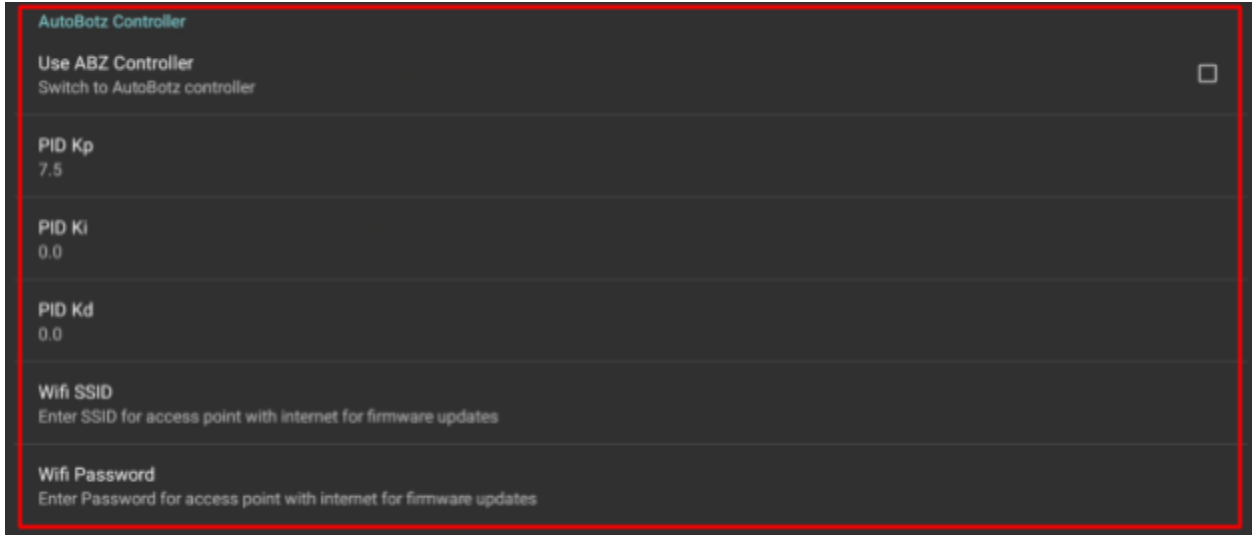 AutoBotz Controller
Use ABZ Controller
Switch to AutoBotz controller
PID Kp
7.5
PID Ki
0.0
PID Kd
0.0
Wifi SSID
Enter SSID for access point with internet for firmware updates
Wifi Password
Enter Password for access point with internet for firmware updates